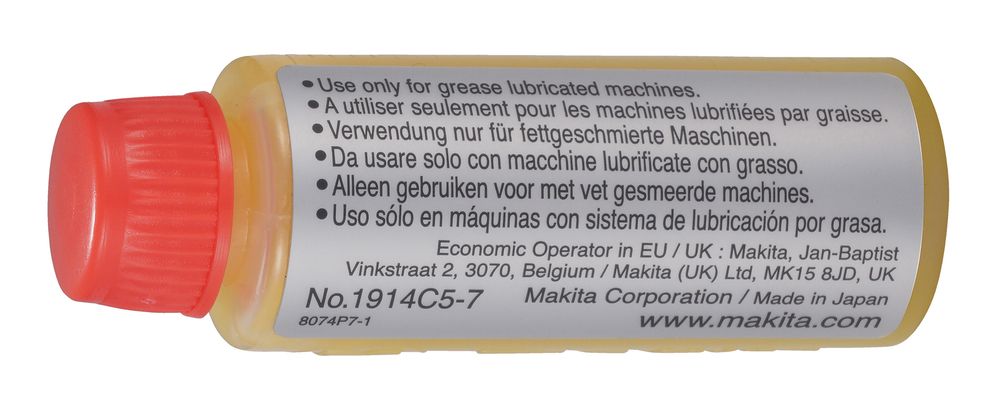 • Use only for grease lubricated machines.
• A utiliser seulement pour les machines lubrifiées par graisse.
• Verwendung nur für fettgeschmierte Maschinen.
• Da usare solo con macchine lubrificate con grasso.
• Alleen gebruiken voor met vet gesmeerde machines.
• Uso sólo en máquinas con sistema de lubricación por grasa.
Economic Operator in EU / UK : Makita, Jan-Baptist
Vinkstraat 2, 3070, Belgium / Makita (UK) Ltd, MK15 8JD, UK
No.1914C5-7 Makita Corporation / Made in Japan
8074P7-1 www.makita.com